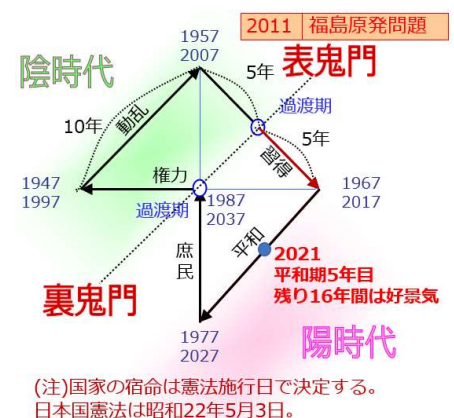 2011 福島原発問題
1957
2007
陰時代
5年
表鬼門
過渡期
動乱
10年
5年
習得
権力
1947
1997
1987
2037
1967
2017
過渡期
庶民
平和
2021
平和期5年目
残り16年間は好景気
裏鬼門
1977
2027
陽時代
(注)国家の宿命は憲法施行日で決定する。
日本国憲法は昭和22年5月3日。